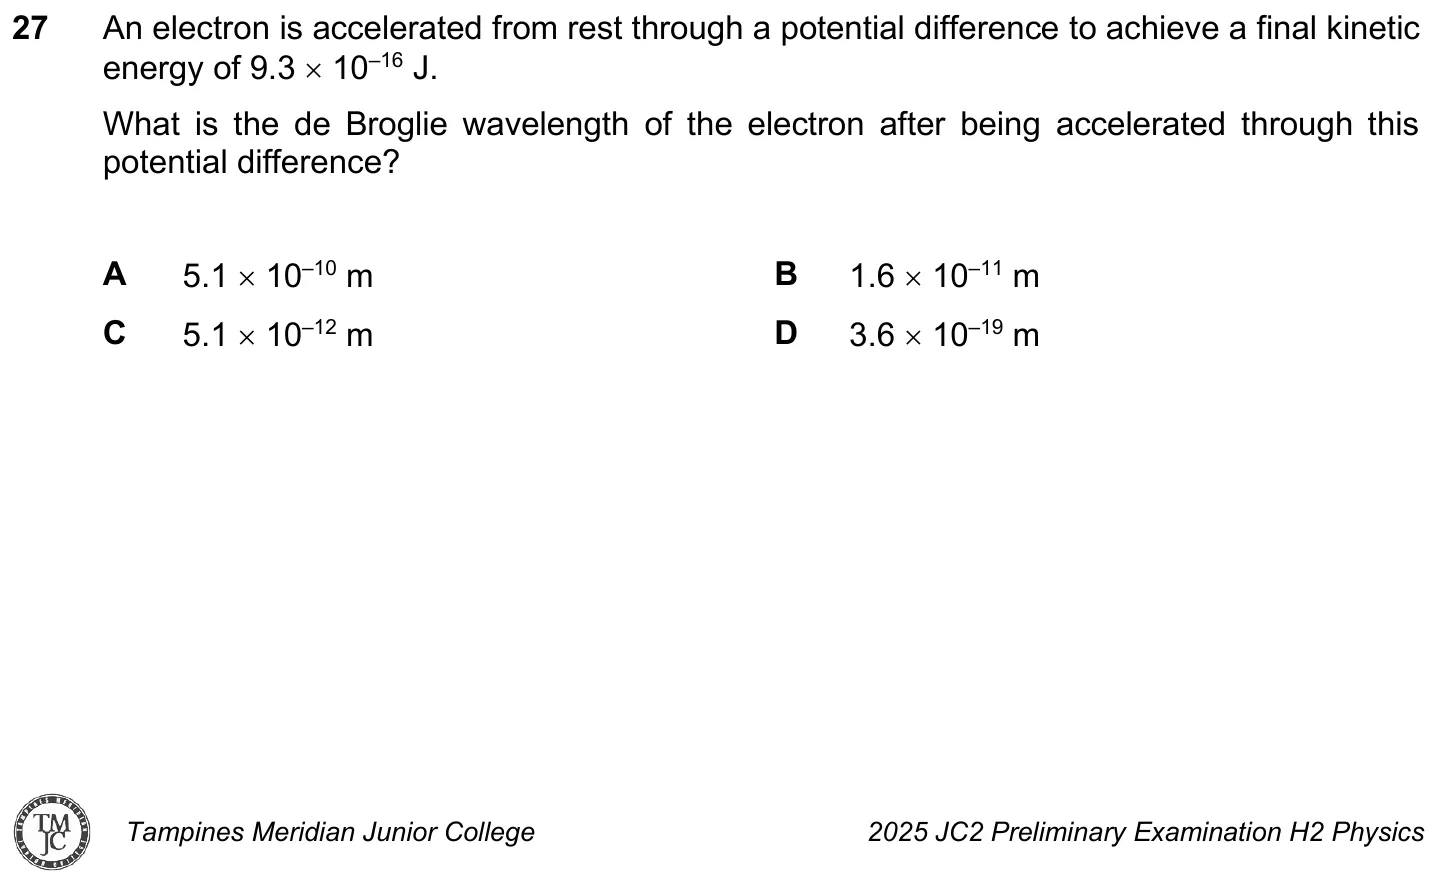 27 An electron is accelerated from rest through a potential difference to achieve a final kinetic
energy of 9.3 × 10⁻¹⁶ J.
What is the de Broglie wavelength of the electron after being accelerated through this
potential difference?
A 5.1 × 10⁻¹⁰ m B 1.6 × 10⁻¹¹ m
C 5.1 × 10⁻¹² m D 3.6 × 10⁻¹⁹ m
TM
JC
Tampines Meridian Junior College 2025 JC2 Preliminary Examination H2 Physics